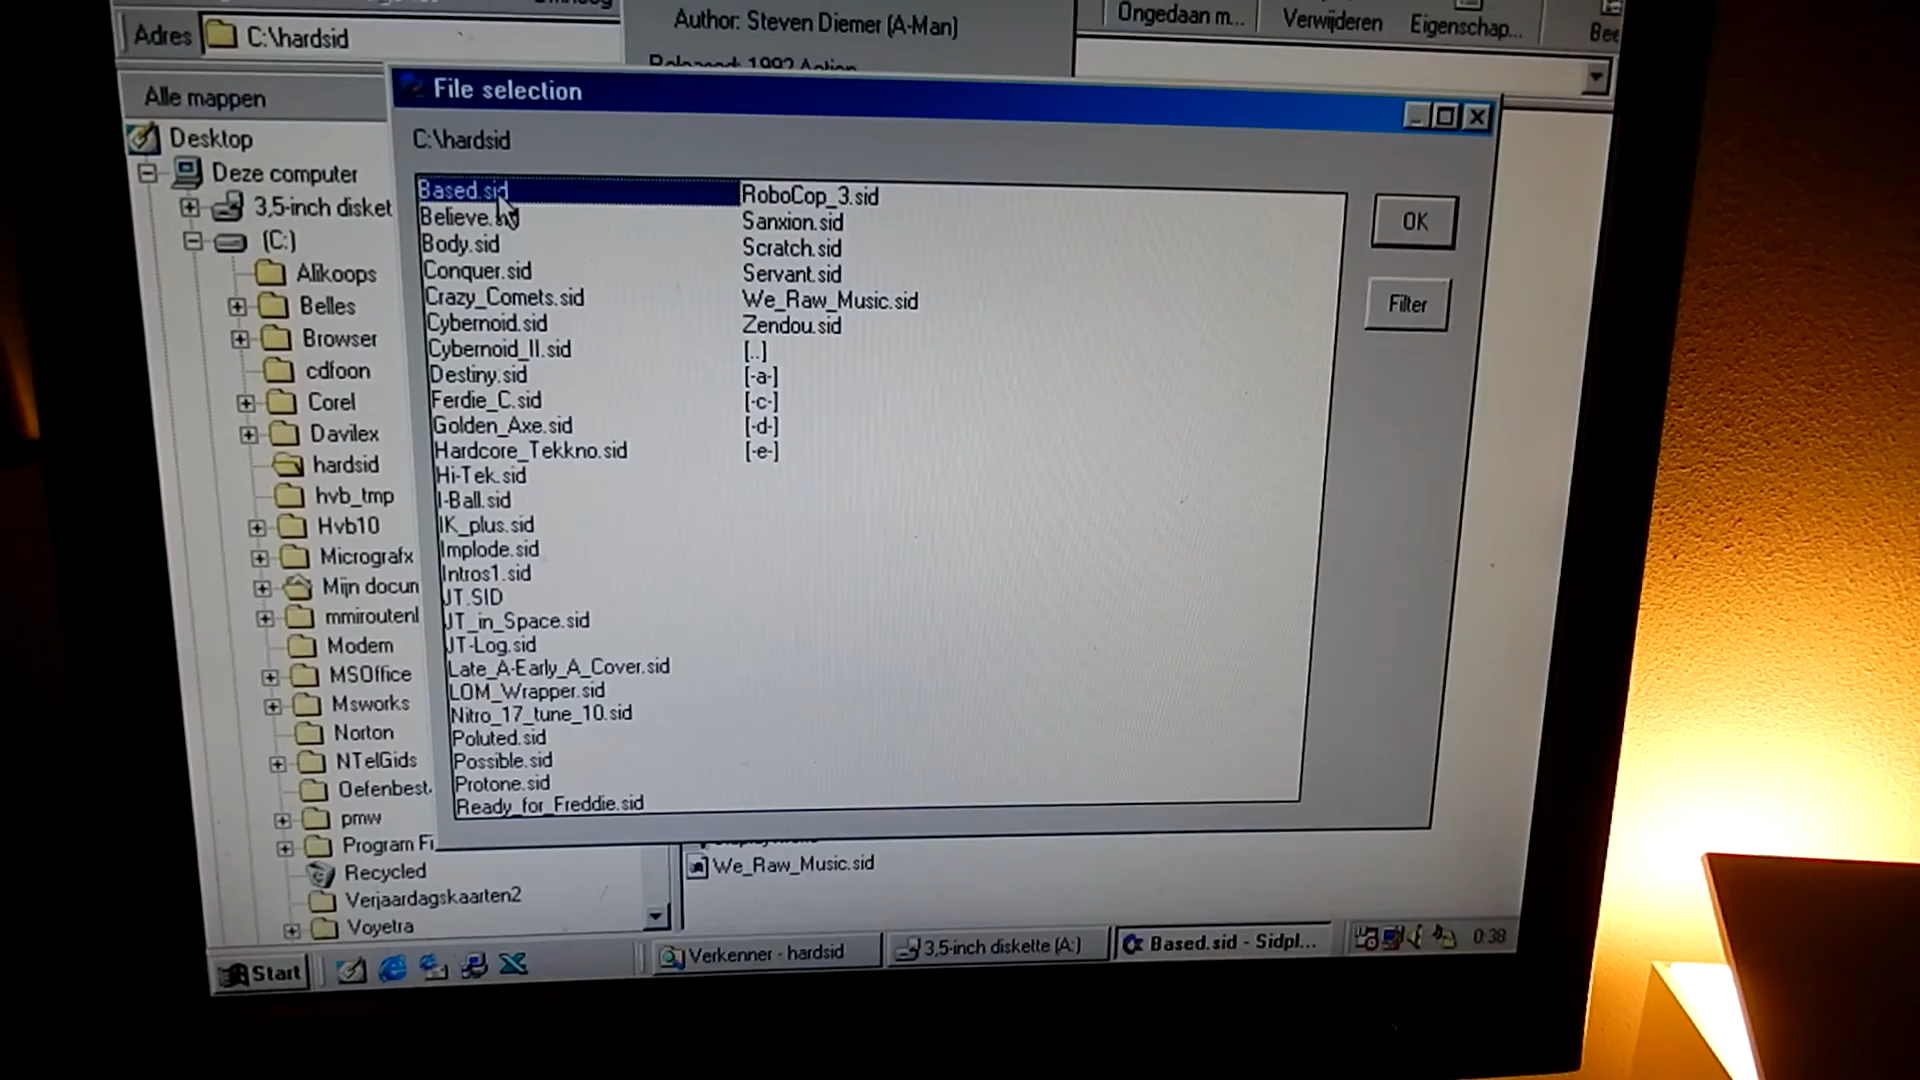 Author: Steven Diemer (A-Man)
Ongedaan m...
Verwijderen
Eigenschap...
Adres
C:\hardsid
Released: 1992 Action
Alle mappen
File selection
C:\hardsid
Desktop
Deze computer
3,5-inch disket
(C:)
Alikoops
Belles
Browser
cdfoon
Corel
Davilex
hardsid
hvb_tmp
Hvb10
Micrografx
Mijn docun
mmiroutenl
Modem
MSOffice
Msworks
Norton
NTelGids
Oefenbest.
pmw
Program Fi
Recycled
Verjaardagskaarten2
Voyetra
Based.sid
Body.sid
Conquer.sid
Crazy_Comets.sid
Cybernoid.sid
Cybernoid_II.sid
Destiny.sid
Ferdie_C.sid
Golden_Axe.sid
Hardcore_Tekkno.sid
Hi-Tek.sid
I-Ball.sid
IK_plus.sid
Implode.sid
Intros1.sid
JT.SID
JT_in_Space.sid
JT-Log.sid
Late_A-Early_A_Cover.sid
LOM_Wrapper.sid
Nitro_17_tune_10.sid
Poluted.sid
Possible.sid
Protone.sid
Ready_for_Freddie.sid
RoboCop_3.sid
Sanxion.sid
Scratch.sid
Servant.sid
We_Raw_Music.sid
Zendou.sid
[..]
[-a-]
[-c-]
[-d-]
[-e-]
OK
Filter
We_Raw_Music.sid
Start
Verkenner - hardsid
3,5-inch diskette (A:)
Based.sid - Sidpl...
0:38